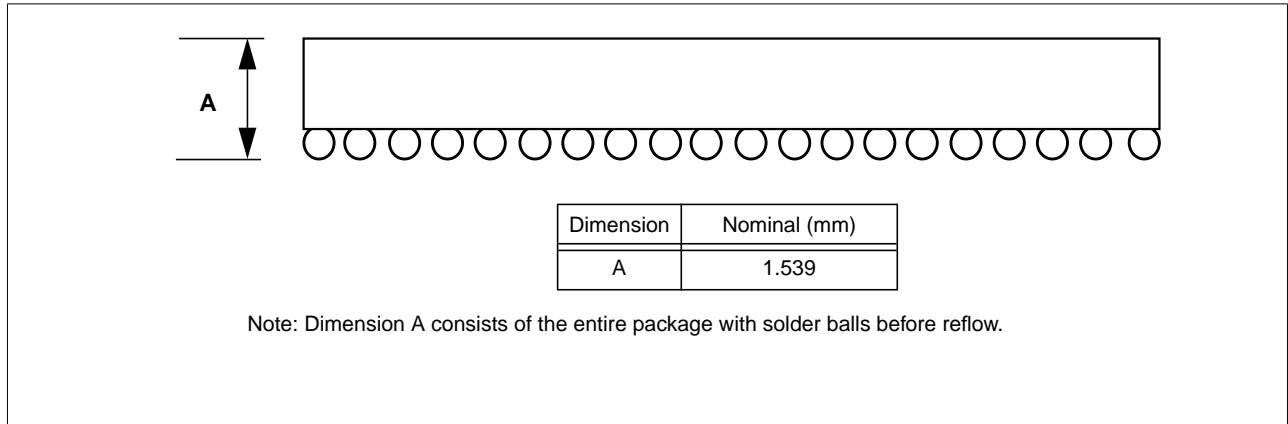 A
Dimension Nominal (mm)
A 1.539
Note: Dimension A consists of the entire package with solder balls before reflow.